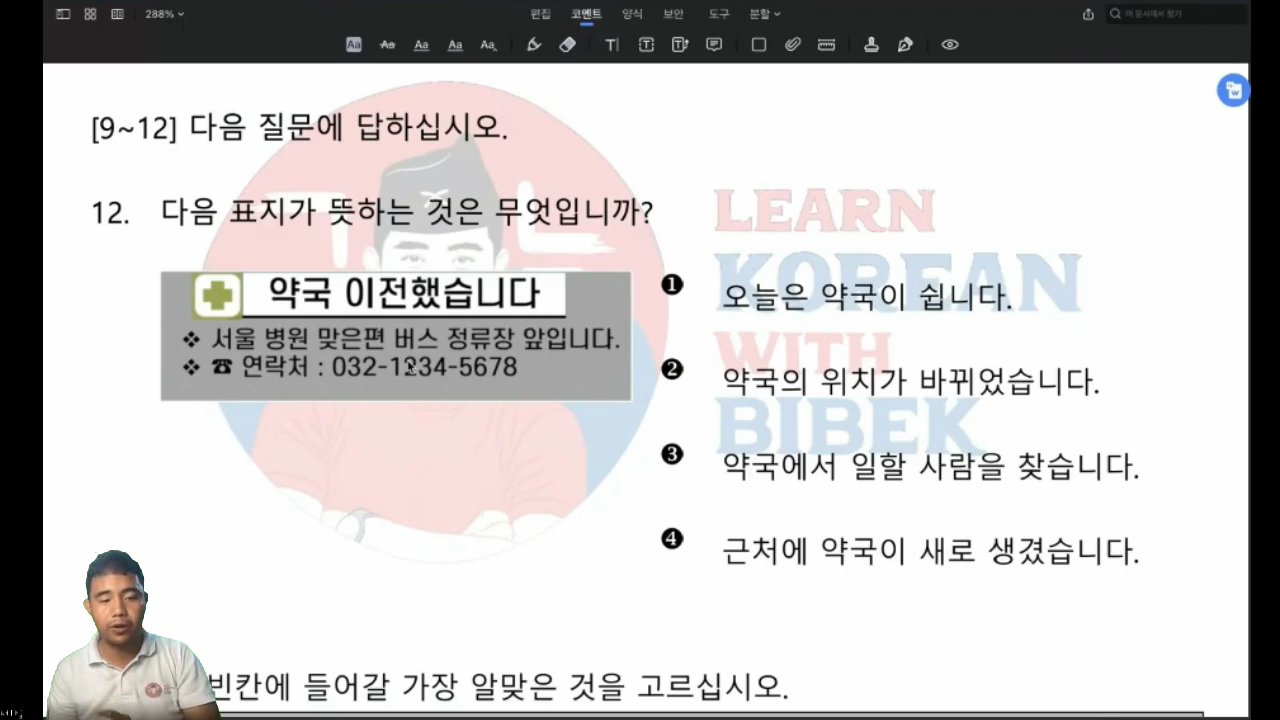 288%
편집 코멘트 양식 보안 도구 분할
이 문서에서 찾기
[9~12] 다음 질문에 답하십시오.
12. 다음 표지가 뜻하는 것은 무엇입니까?
약국 이전했습니다
❖ 서울 병원 맞은편 버스 정류장 앞입니다.
❖ ☎ 연락처 : 032-1234-5678
❶ 오늘은 약국이 쉽니다.
❷ 약국의 위치가 바뀌었습니다.
❸ 약국에서 일할 사람을 찾습니다.
❹ 근처에 약국이 새로 생겼습니다.
LEARN
KOREAN
WITH
BIBEK
빈칸에 들어갈 가장 알맞은 것을 고르십시오.